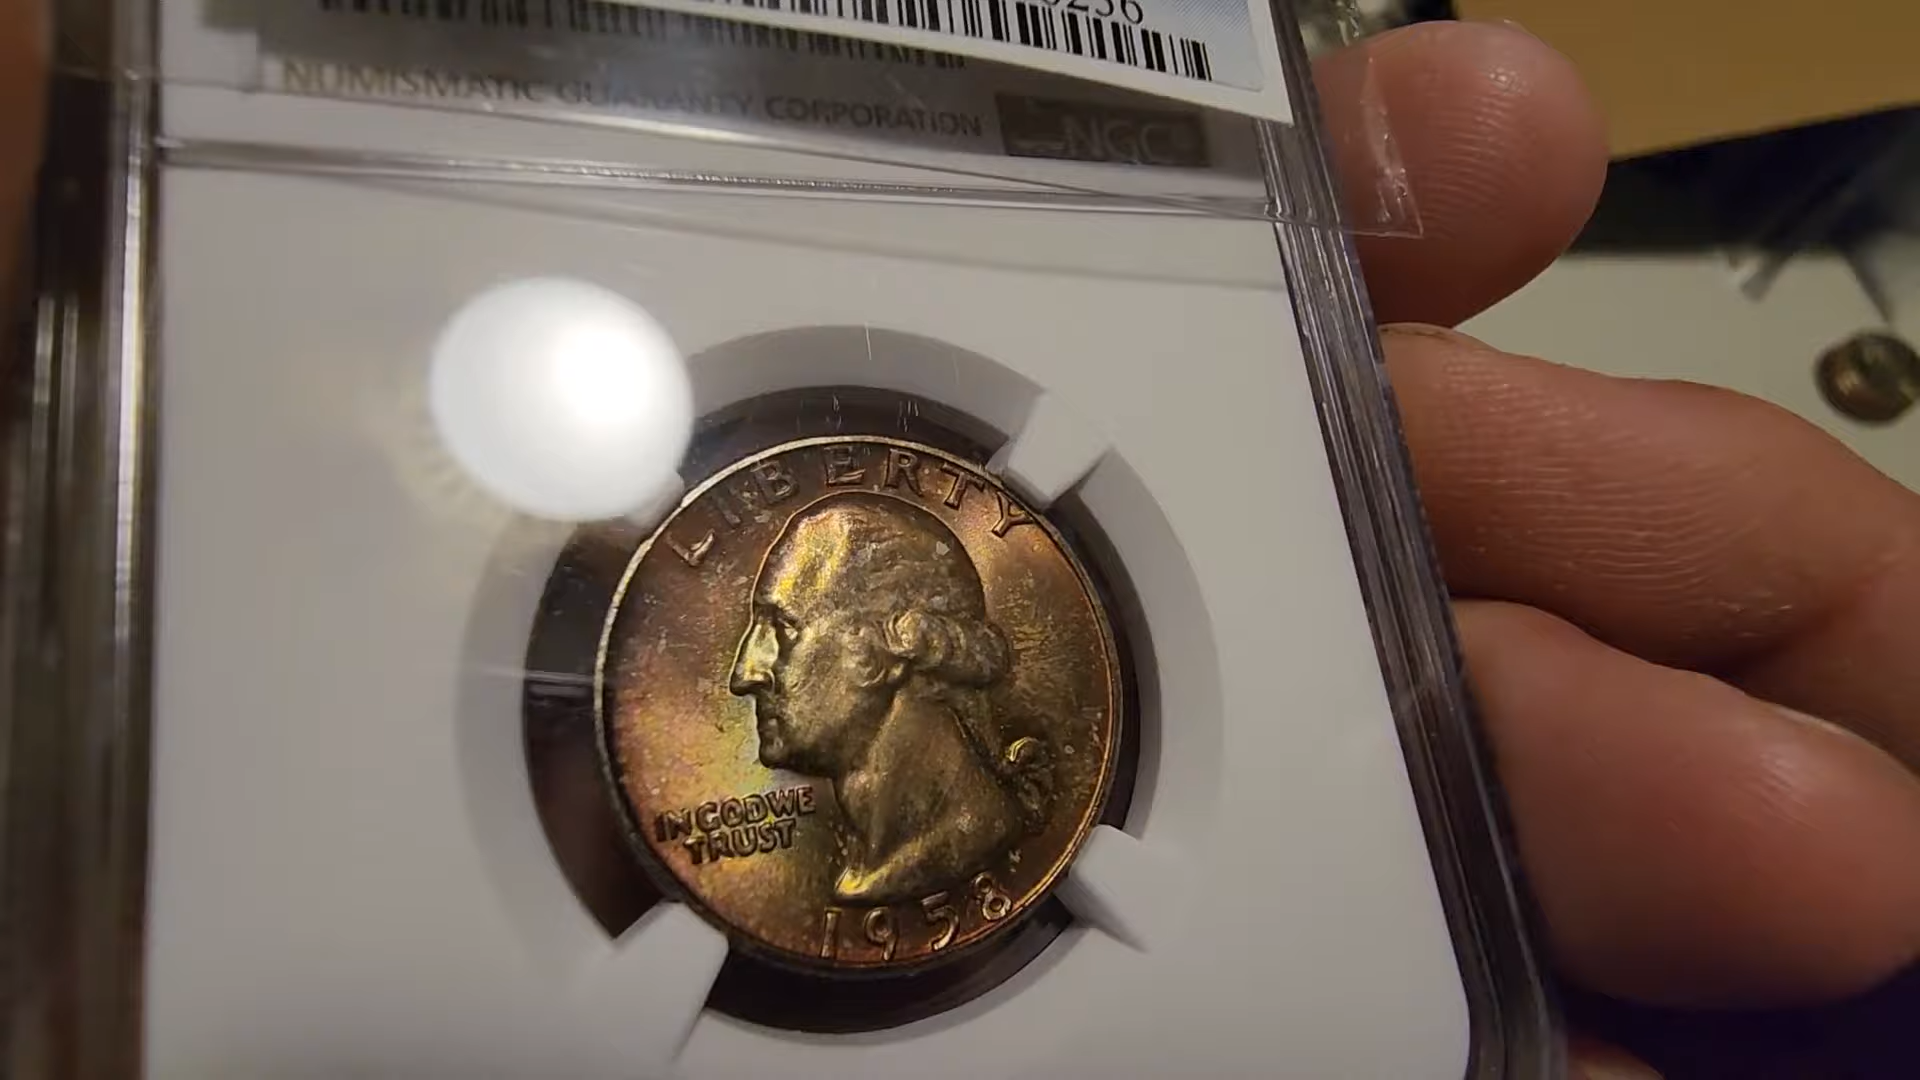 NUMISMATIC GUARANTY CORPORATION NGC
LIBERTY
IN GOD WE
TRUST
1958